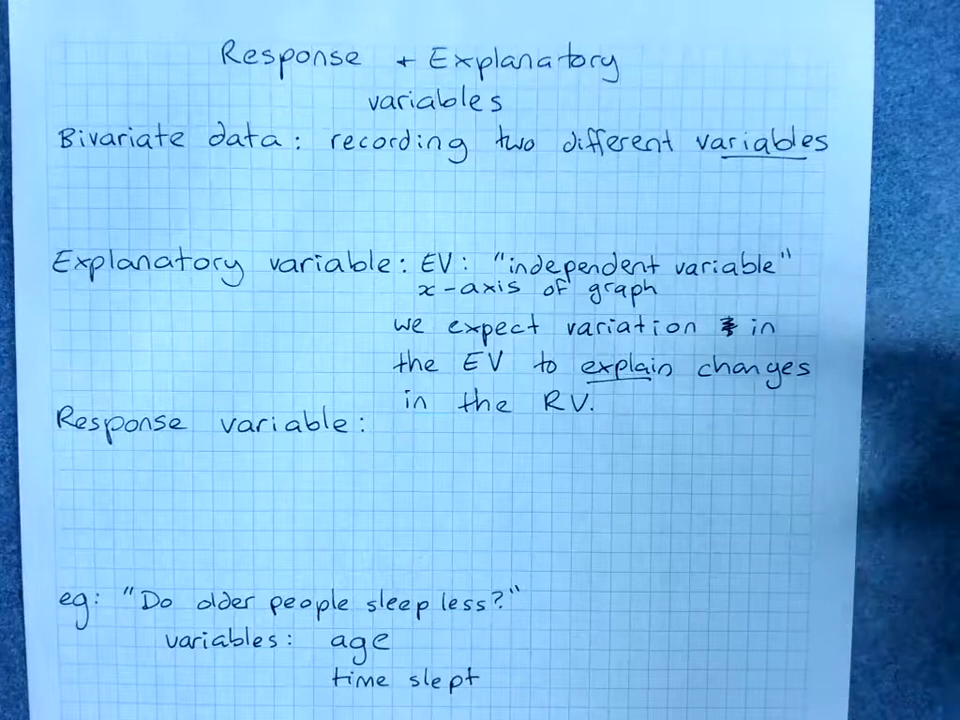 Response + Explanatory
variables
Bivariate data: recording two different variables
Explanatory variable: EV: "independent variable"
x-axis of graph
we expect variation in
the EV to explain changes
in the RV.
Response variable:
eg: "Do older people sleep less?"
variables: age
time slept